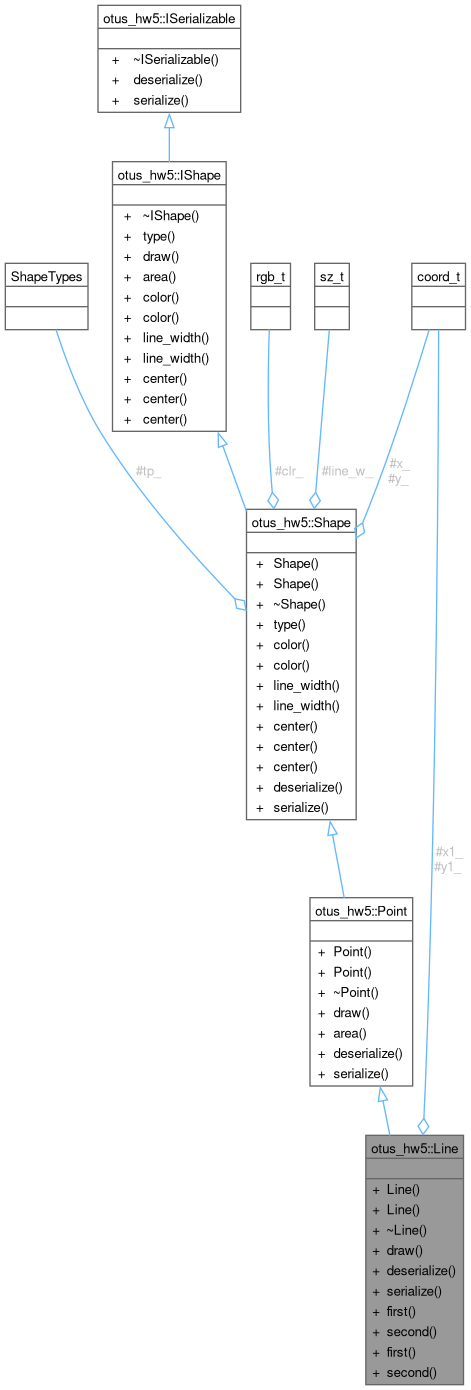 otus_hw5::ISerializable
+ ~ISerializable()
+ deserialize()
+ serialize()
otus_hw5::IShape
+ ~IShape()
+ type()
+ draw()
+ area()
+ color()
+ color()
+ line_width()
+ line_width()
+ center()
+ center()
+ center()
ShapeTypes
rgb_t
sz_t
coord_t
#tp_
#clr_
#line_w_
#x_
#y_
otus_hw5::Shape
+ Shape()
+ Shape()
+ ~Shape()
+ type()
+ color()
+ color()
+ line_width()
+ line_width()
+ center()
+ center()
+ center()
+ deserialize()
+ serialize()
#x1_
#y1_
otus_hw5::Point
+ Point()
+ Point()
+ ~Point()
+ draw()
+ area()
+ deserialize()
+ serialize()
otus_hw5::Line
+ Line()
+ Line()
+ ~Line()
+ draw()
+ deserialize()
+ serialize()
+ first()
+ second()
+ first()
+ second()